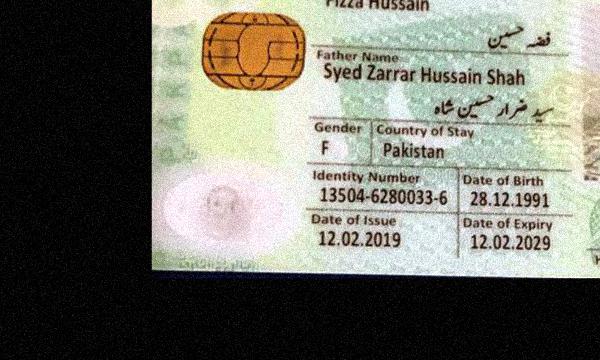 Fizza Hussain
فضہ حسین
Father Name
Syed Zarrar Hussain Shah
سید ضرار حسین شاہ
Gender Country of Stay
F Pakistan
Identity Number Date of Birth
13504-6280033-6 28.12.1991
Date of Issue Date of Expiry
12.02.2019 12.02.2029